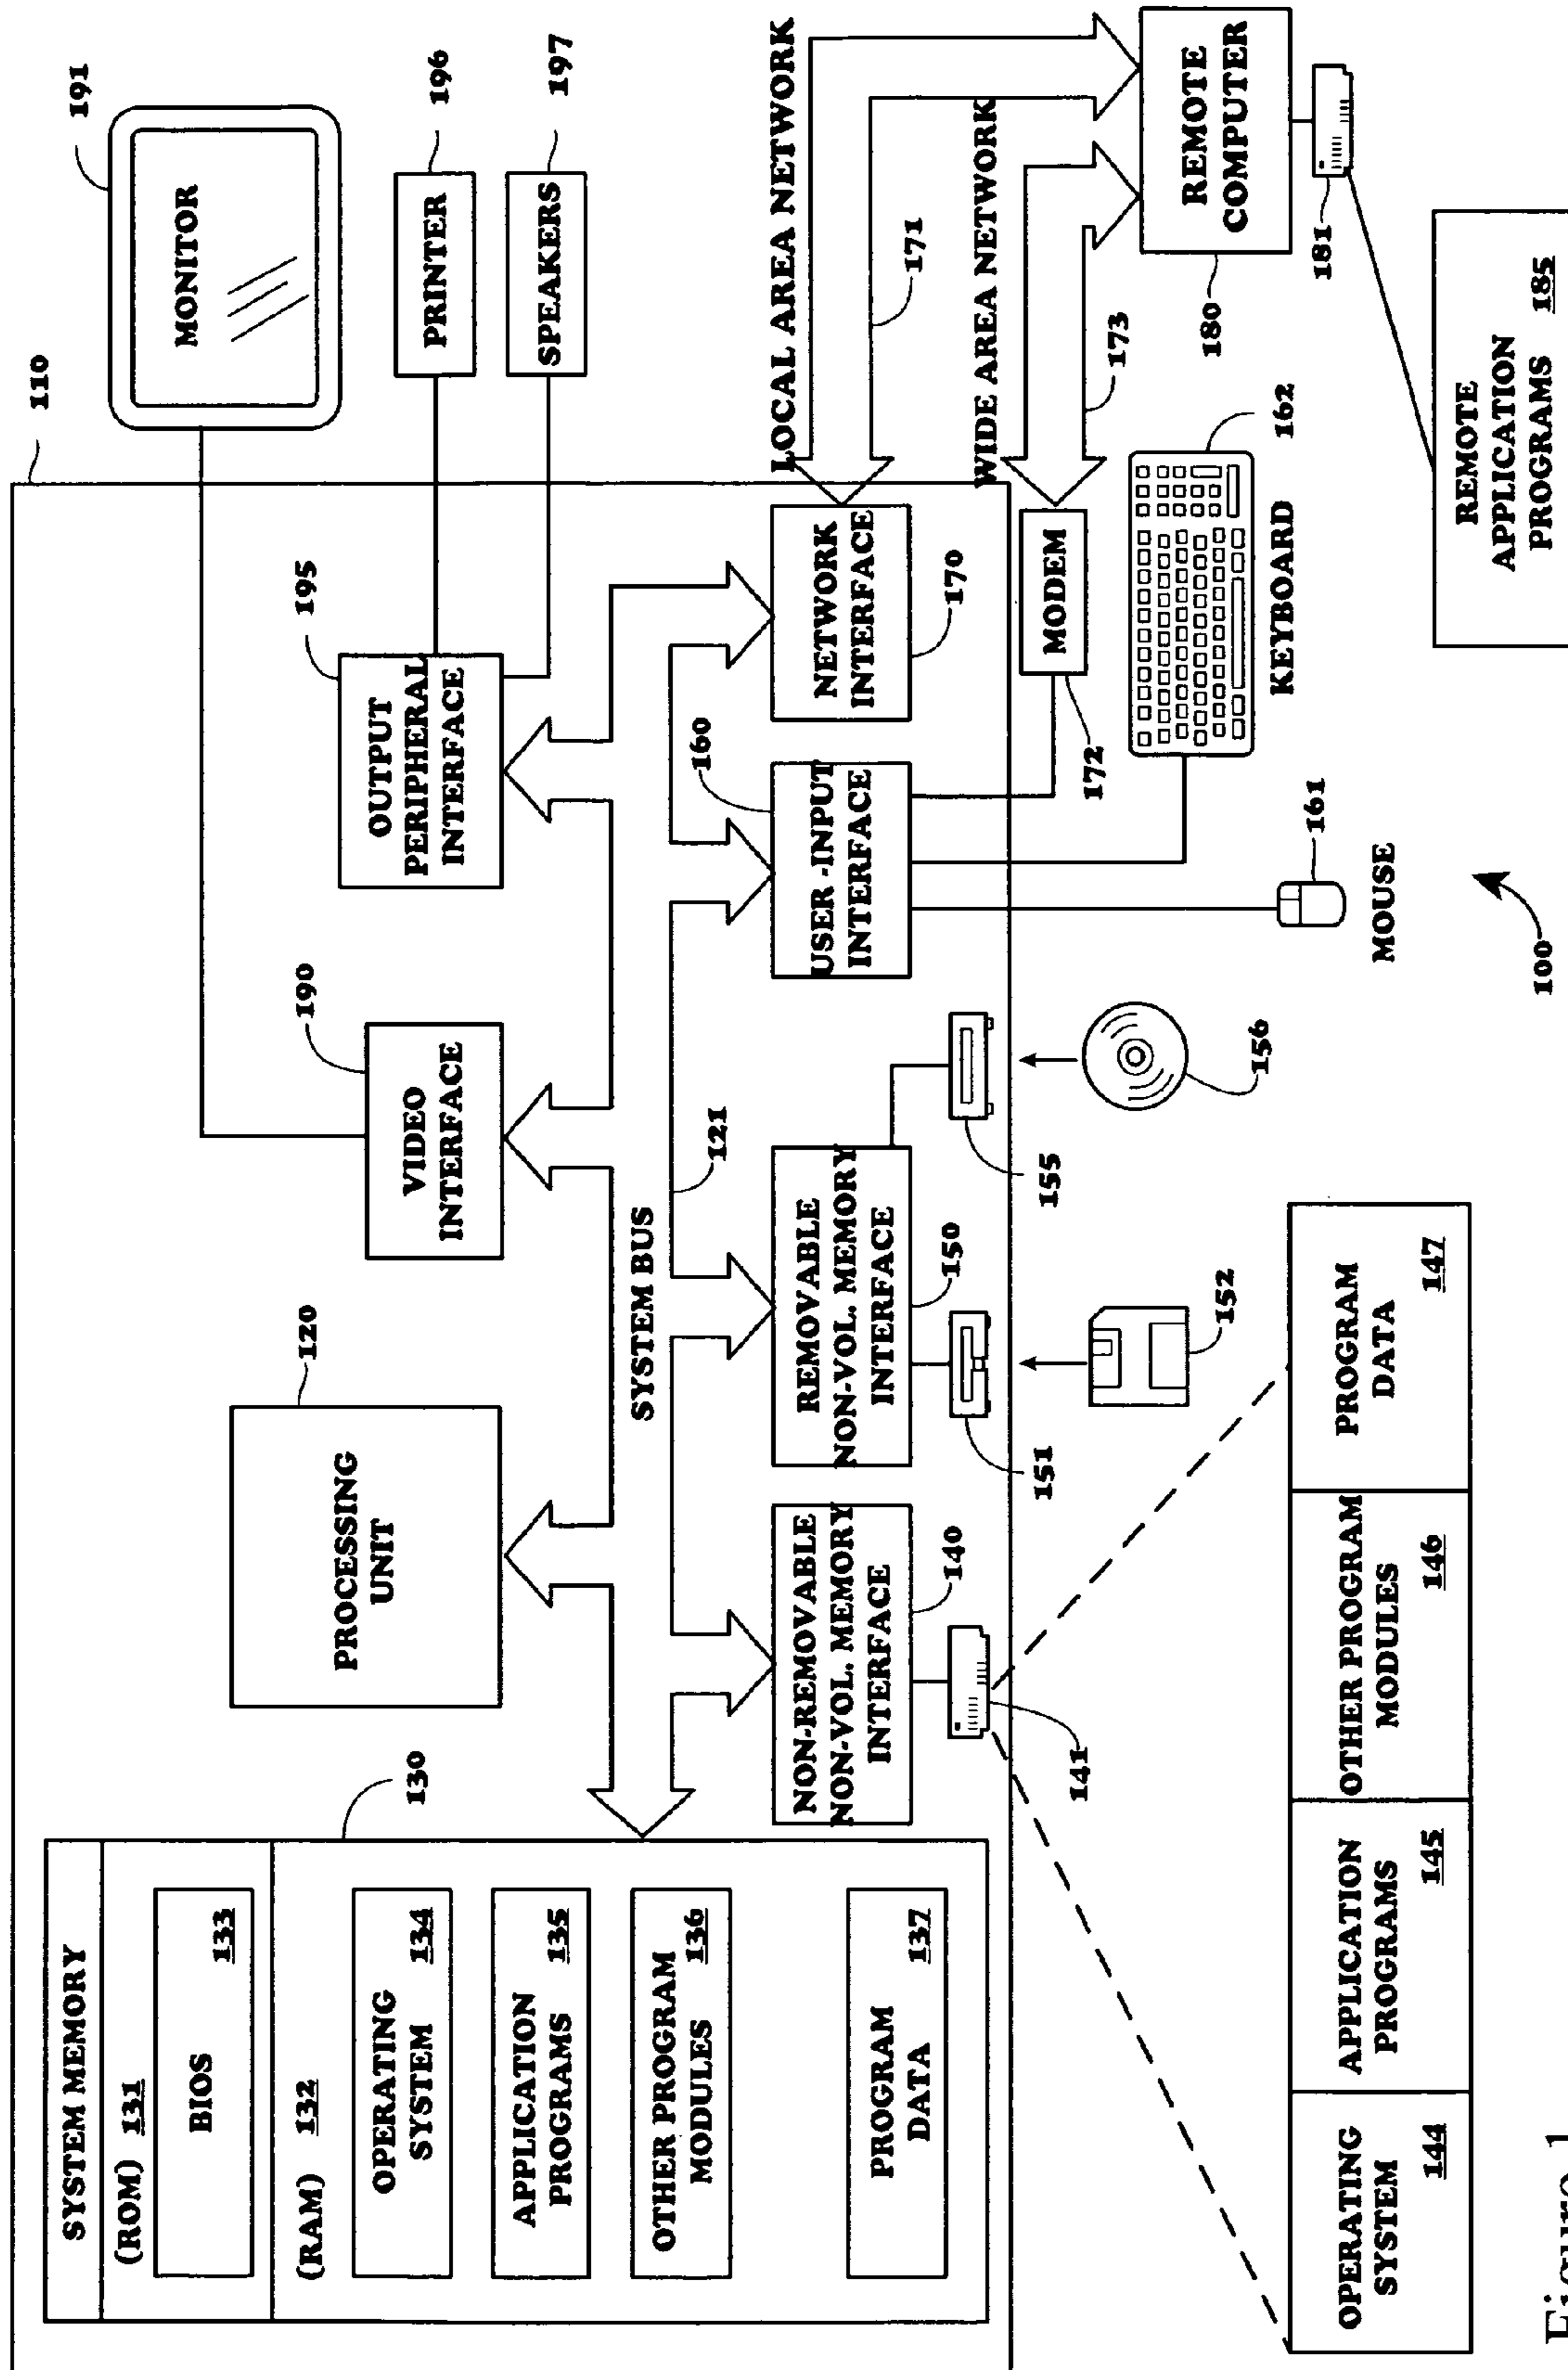 110
191
MONITOR
SYSTEM MEMORY
(ROM) 131
BIOS
133
(RAM) 132
OPERATING
SYSTEM 134
APPLICATION
PROGRAMS 135
OTHER PROGRAM
MODULES 136
PROGRAM
DATA 137
130
120
PROCESSING
UNIT
190
VIDEO
INTERFACE
195
OUTPUT
PERIPHERAL
INTERFACE
PRINTER
196
SPEAKERS
197
SYSTEM BUS
121
NON-REMOVABLE
NON-VOL. MEMORY
INTERFACE
140
141
REMOVABLE
NON-VOL. MEMORY
INTERFACE
150
151
152
155
156
160
USER -INPUT
INTERFACE
NETWORK
INTERFACE
170
LOCAL AREA NETWORK
171
WIDE AREA NETWORK
173
MODEM
172
161
MOUSE
162
KEYBOARD
REMOTE
COMPUTER
180
181
REMOTE
APPLICATION
PROGRAMS 185
OPERATING
SYSTEM
144
APPLICATION
PROGRAMS
145
OTHER PROGRAM
MODULES
146
PROGRAM
DATA
147
100
Figure 1